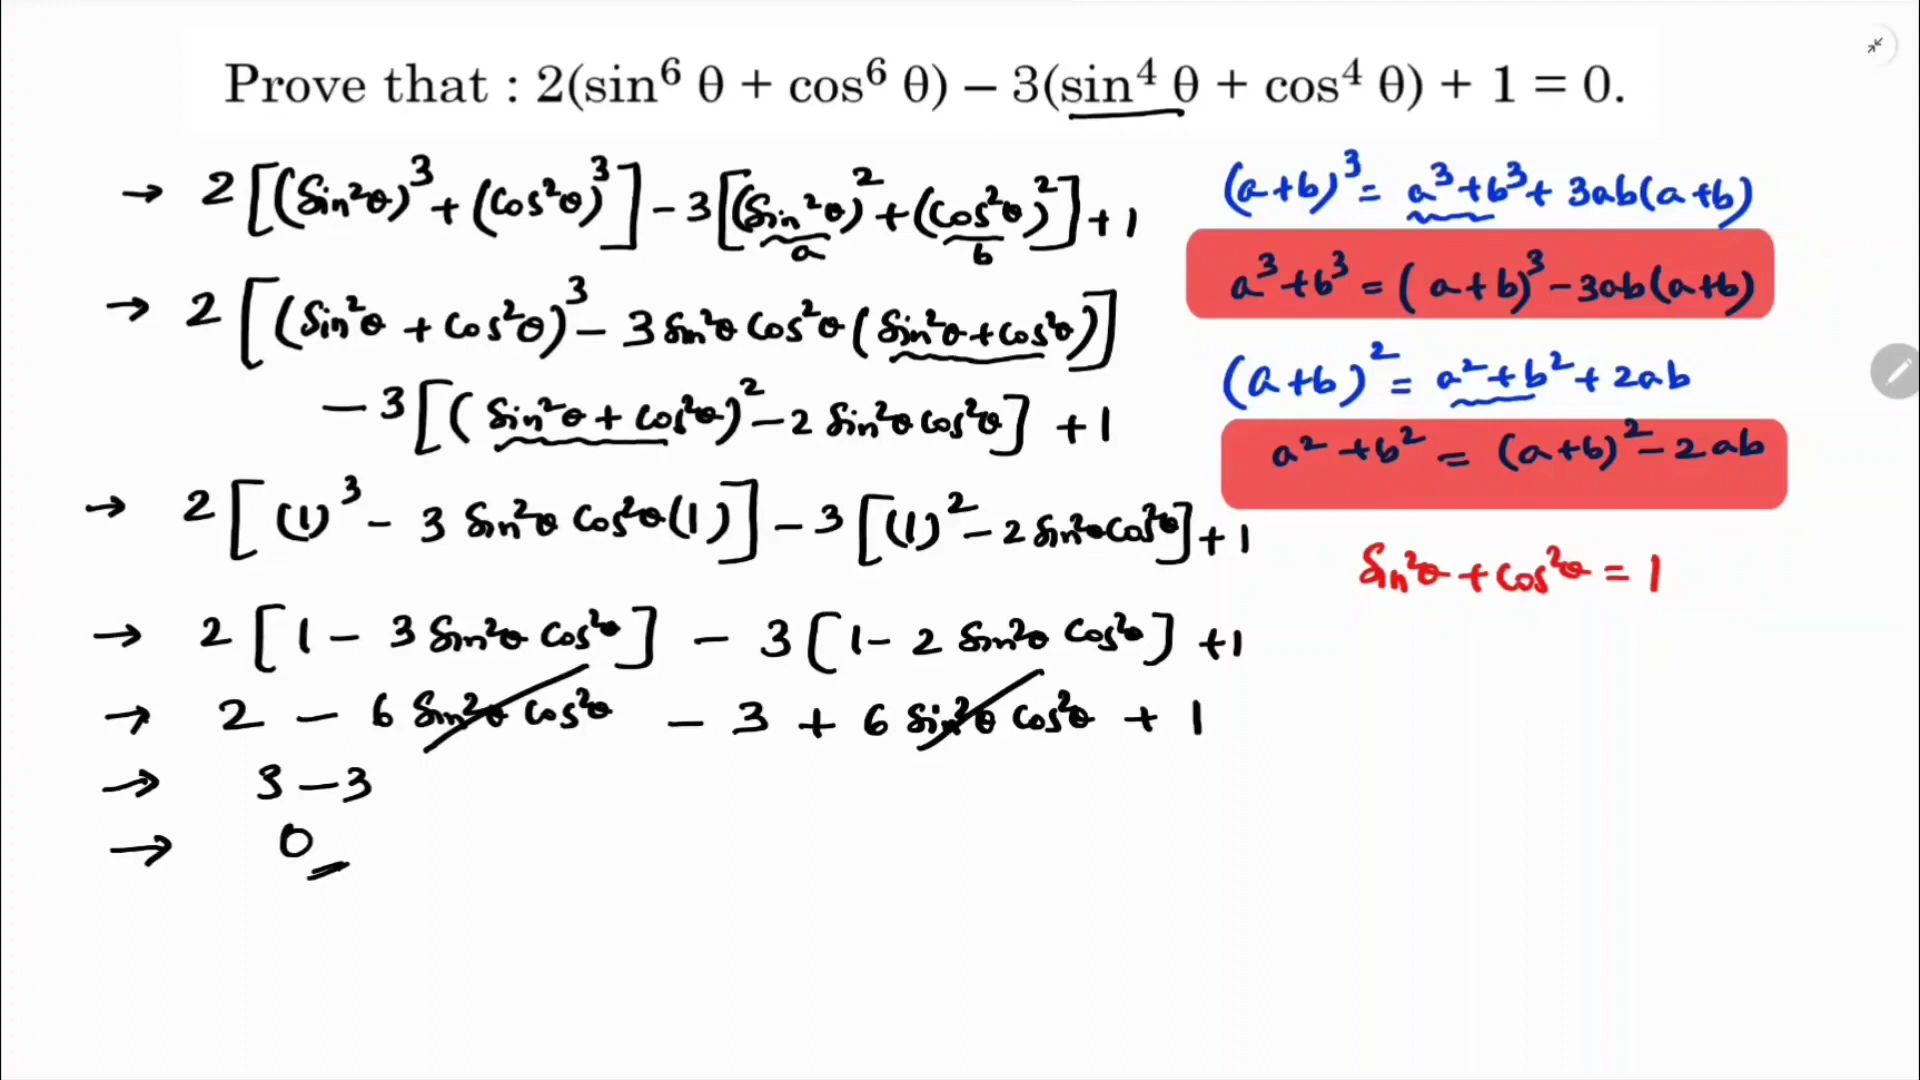 Prove that : 2(sin⁶ θ + cos⁶ θ) – 3(sin⁴ θ + cos⁴ θ) + 1 = 0.
→ 2[(Sin²θ)³ + (Cos²θ)³] - 3[(Sin²θ)² + (Cos²θ)²] + 1
a b
→ 2[(Sin²θ + Cos²θ)³ - 3 Sin²θ Cos²θ (Sin²θ + Cos²θ)]
- 3[(Sin²θ + Cos²θ)² - 2 Sin²θ Cos²θ] + 1
→ 2[(1)³ - 3 Sin²θ Cos²θ(1)] - 3[(1)² - 2 Sin²θ Cos²θ] + 1
→ 2[1 - 3 Sin²θ Cos²θ] - 3[1 - 2 Sin²θ Cos²θ] + 1
→ 2 - 6 Sin²θ Cos²θ - 3 + 6 Sin²θ Cos²θ + 1
→ 3 - 3
→ 0
(a+b)³ = a³+b³ + 3ab(a+b)
a³+b³ = (a+b)³ - 3ab(a+b)
(a+b)² = a²+b² + 2ab
a²+b² = (a+b)² - 2ab
Sin²θ + Cos²θ = 1